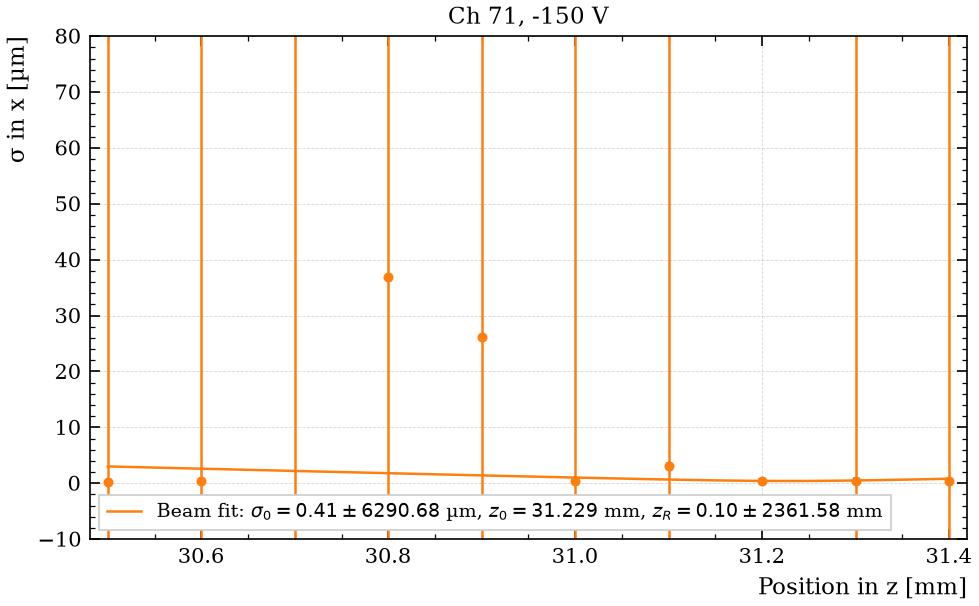 Ch 71, -150 V
σ in x [µm]
80
70
60
50
40
30
20
10
0
−10
Beam fit: σ₀ = 0.41 ± 6290.68 µm, z₀ = 31.229 mm, z_R = 0.10 ± 2361.58 mm
30.6 30.8 31.0 31.2 31.4
Position in z [mm]